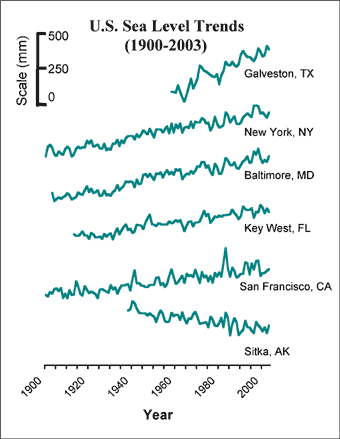 U.S. Sea Level Trends
(1900-2003)
Scale (mm)
500
250
0
Galveston, TX
New York, NY
Baltimore, MD
Key West, FL
San Francisco, CA
Sitka, AK
1900
1920
1940
1960
1980
2000
Year